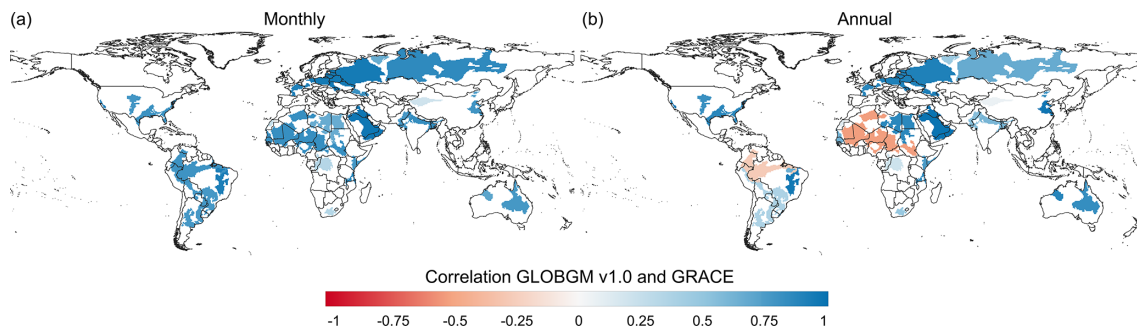 (a) Monthly
(b) Annual
Correlation GLOBGM v1.0 and GRACE
-1 -0.75 -0.5 -0.25 0 0.25 0.5 0.75 1